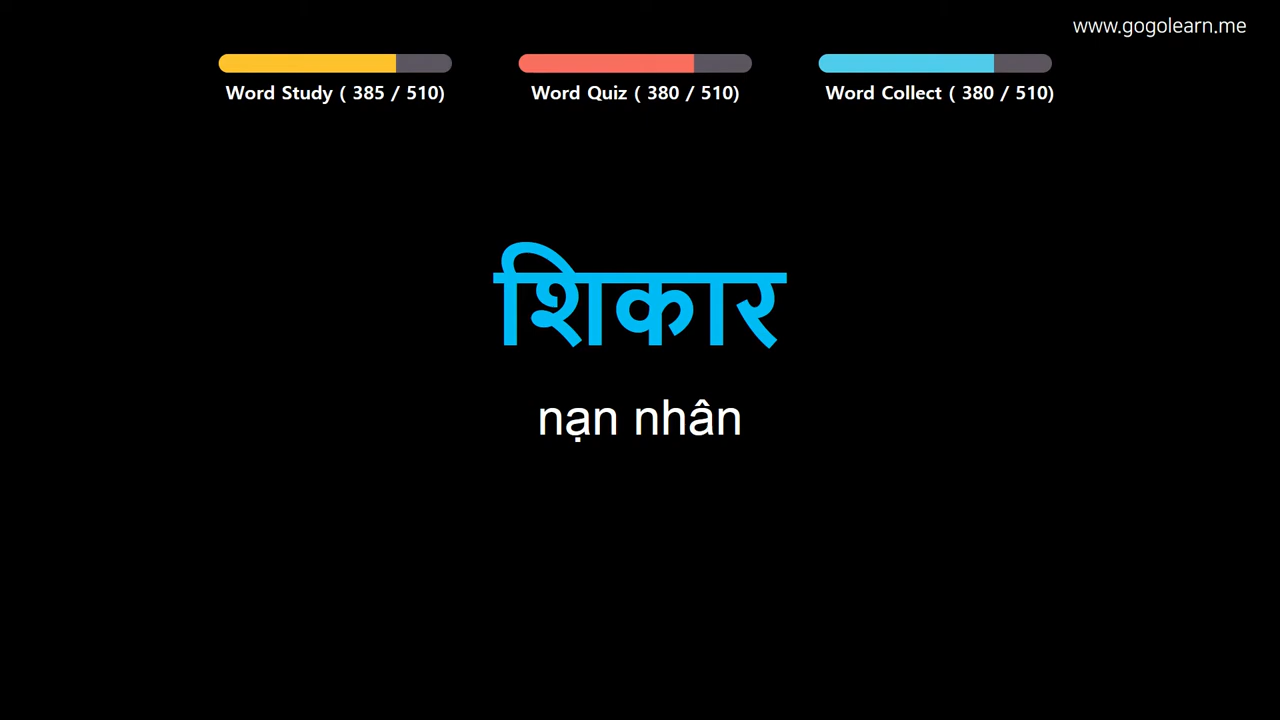 www.gogolearn.me
Word Study ( 385 / 510)
Word Quiz ( 380 / 510)
Word Collect ( 380 / 510)
शिकार
nạn nhân